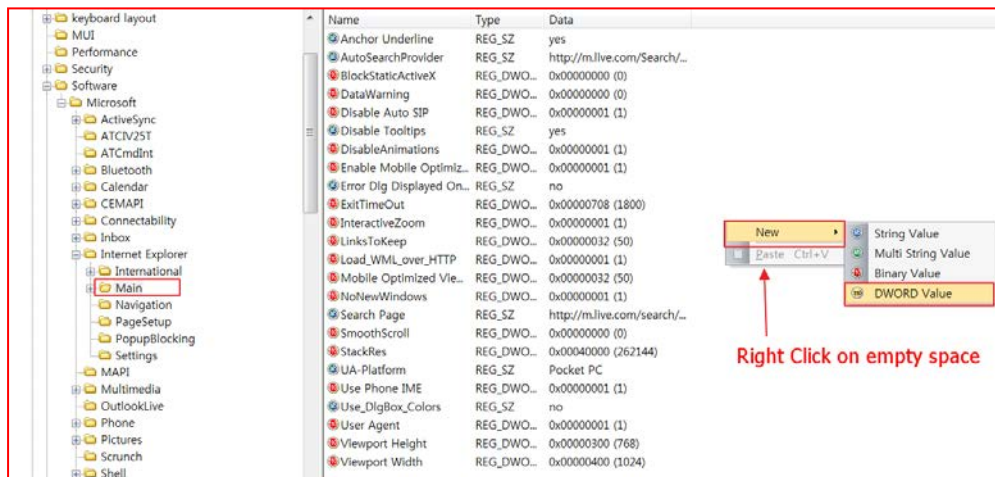 keyboard layout
MUI
Performance
Security
Software
Microsoft
ActiveSync
ATCIV25T
ATCmdInt
Bluetooth
Calendar
CEMAPI
Connectability
Inbox
Internet Explorer
International
Main
Navigation
PageSetup
PopupBlocking
Settings
MAPI
Multimedia
OutlookLive
Phone
Pictures
Scrunch
Shell
Name Type Data
Anchor Underline REG_SZ yes
AutoSearchProvider REG_SZ http://m.live.com/Search/...
BlockStaticActiveX REG_DWO... 0x00000000 (0)
DataWarning REG_DWO... 0x00000000 (0)
Disable Auto SIP REG_DWO... 0x00000001 (1)
Disable Tooltips REG_SZ yes
DisableAnimations REG_DWO... 0x00000001 (1)
Enable Mobile Optimiz... REG_DWO... 0x00000001 (1)
Error Dlg Displayed On... REG_SZ no
ExitTimeOut REG_DWO... 0x00000708 (1800)
InteractiveZoom REG_DWO... 0x00000001 (1)
LinksToKeep REG_DWO... 0x00000032 (50)
Load_WML_over_HTTP REG_DWO... 0x00000001 (1)
Mobile Optimized Vie... REG_DWO... 0x00000032 (50)
NoNewWindows REG_DWO... 0x00000001 (1)
Search Page REG_SZ http://m.live.com/search/...
SmoothScroll REG_DWO... 0x00000000 (0)
StackRes REG_DWO... 0x00040000 (262144)
UA-Platform REG_SZ Pocket PC
Use Phone IME REG_DWO... 0x00000001 (1)
Use_DlgBox_Colors REG_SZ no
User Agent REG_DWO... 0x00000001 (1)
Viewport Height REG_DWO... 0x00000300 (768)
Viewport Width REG_DWO... 0x00000400 (1024)
New
Paste Ctrl+V
String Value
Multi String Value
Binary Value
DWORD Value
Right Click on empty space